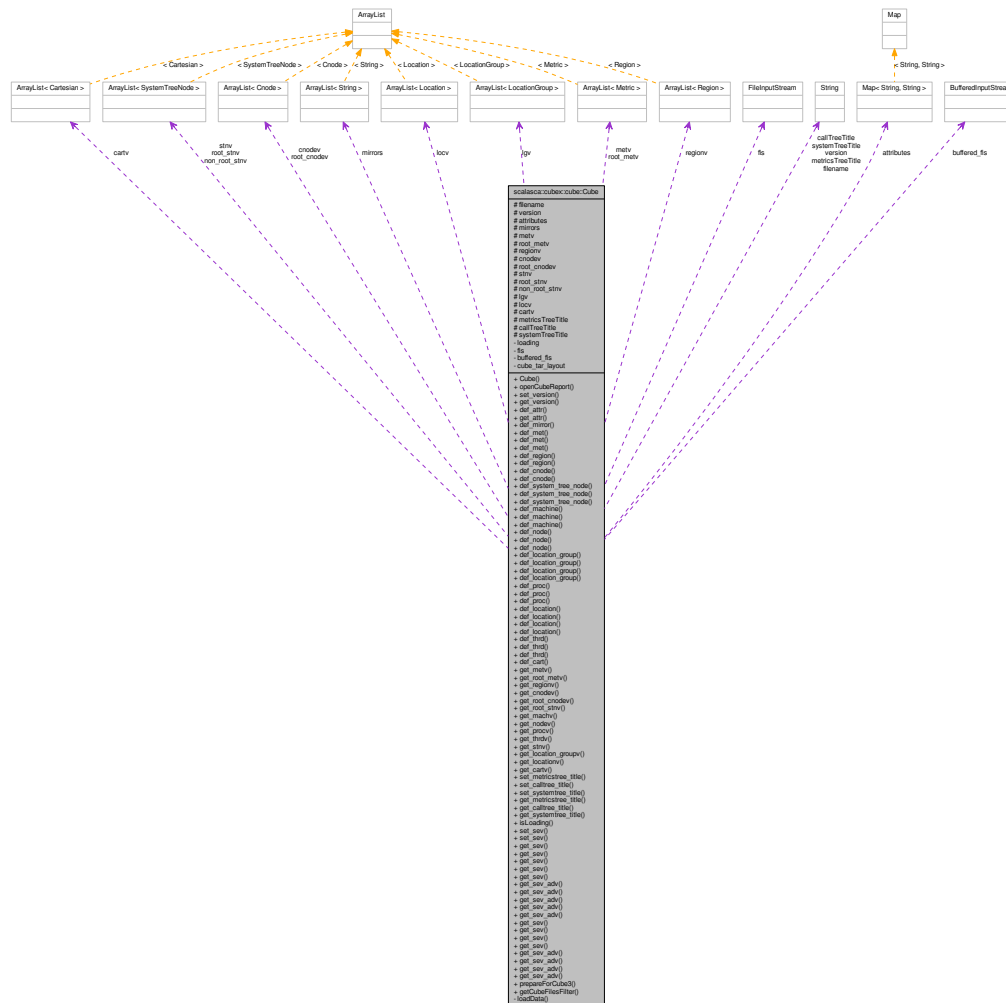 ArrayList
Map
< Cartesian >
< SystemTreeNode >
< Cnode >
< String >
< Location >
< LocationGroup >
< Metric >
< Region >
< String, String >
ArrayList< Cartesian >
ArrayList< SystemTreeNode >
ArrayList< Cnode >
ArrayList< String >
ArrayList< Location >
ArrayList< LocationGroup >
ArrayList< Metric >
ArrayList< Region >
FileInputStream
String
Map< String, String >
BufferedInputStrea
cartv
stnv
root_stnv
non_root_stnv
cnodev
root_cnodev
mirrors
locv
lgv
metv
root_metv
regionv
fis
callTreeTitle
systemTreeTitle
version
metricsTreeTitle
filename
attributes
buffered_fis
scalasca::cubex::cube::Cube
# filename
# version
# attributes
# mirrors
# metv
# root_metv
# regionv
# cnodev
# root_cnodev
# stnv
# root_stnv
# non_root_stnv
# lgv
# locv
# cartv
# metricsTreeTitle
# callTreeTitle
# systemTreeTitle
- loading
- fis
- buffered_fis
- cube_tar_layout
+ Cube()
+ openCubeReport()
+ set_version()
+ get_version()
+ def_attr()
+ get_attr()
+ def_mirror()
+ def_met()
+ def_met()
+ def_met()
+ def_region()
+ def_region()
+ def_cnode()
+ def_cnode()
+ def_system_tree_node()
+ def_system_tree_node()
+ def_system_tree_node()
+ def_machine()
+ def_machine()
+ def_machine()
+ def_node()
+ def_node()
+ def_node()
+ def_location_group()
+ def_location_group()
+ def_location_group()
+ def_location_group()
+ def_proc()
+ def_proc()
+ def_proc()
+ def_location()
+ def_location()
+ def_location()
+ def_location()
+ def_thrd()
+ def_thrd()
+ def_thrd()
+ def_cart()
+ get_metv()
+ get_root_metv()
+ get_regionv()
+ get_cnodev()
+ get_root_cnodev()
+ get_root_stnv()
+ get_machv()
+ get_nodev()
+ get_procv()
+ get_thrdv()
+ get_stnv()
+ get_location_groupv()
+ get_locationv()
+ get_cartv()
+ set_metricstree_title()
+ set_calltree_title()
+ set_systemtree_title()
+ get_metricstree_title()
+ get_calltree_title()
+ get_systemtree_title()
+ isLoading()
+ set_sev()
+ set_sev()
+ get_sev()
+ get_sev()
+ get_sev()
+ get_sev()
+ get_sev()
+ get_sev_adv()
+ get_sev_adv()
+ get_sev_adv()
+ get_sev_adv()
+ get_sev_adv()
+ get_sev()
+ get_sev()
+ get_sev()
+ get_sev()
+ get_sev_adv()
+ get_sev_adv()
+ get_sev_adv()
+ get_sev_adv()
+ prepareForCube3()
+ getCubeFilesFilter()
- loadData()